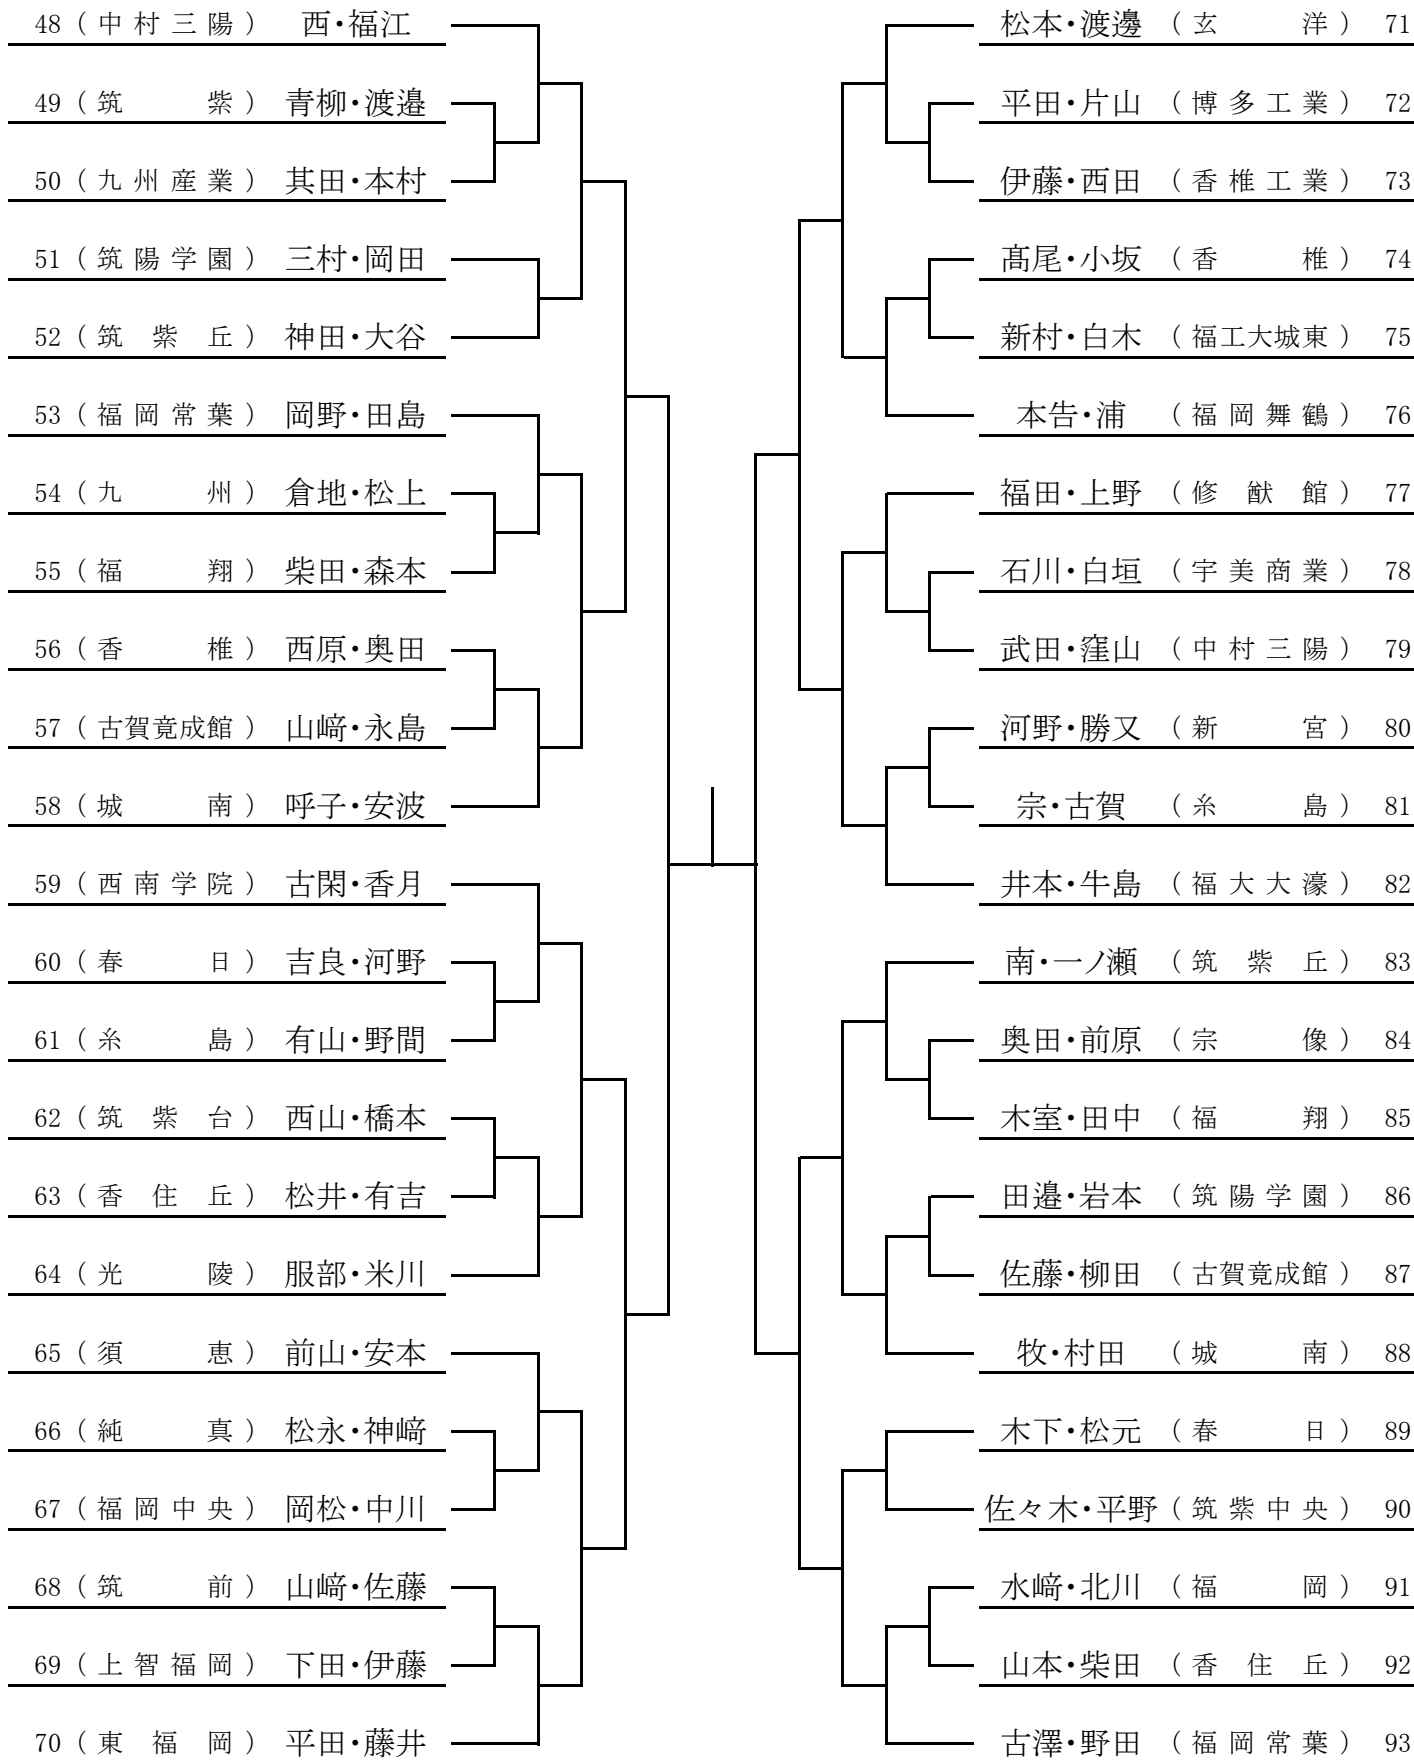 48（中村三陽） 西・福江
49（筑紫） 青柳・渡邉
50（九州産業） 其田・本村
51（筑陽学園） 三村・岡田
52（筑紫丘） 神田・大谷
53（福岡常葉） 岡野・田島
54（九州） 倉地・松上
55（福翔） 柴田・森本
56（香椎） 西原・奥田
57（古賀竟成館） 山﨑・永島
58（城南） 呼子・安波
59（西南学院） 古閑・香月
60（春日） 吉良・河野
61（糸島） 有山・野間
62（筑紫台） 西山・橋本
63（香住丘） 松井・有吉
64（光陵） 服部・米川
65（須恵） 前山・安本
66（純真） 松永・神﨑
67（福岡中央） 岡松・中川
68（筑前） 山﨑・佐藤
69（上智福岡） 下田・伊藤
70（東福岡） 平田・藤井
松本・渡邊（玄洋） 71
平田・片山（博多工業） 72
伊藤・西田（香椎工業） 73
髙尾・小坂（香椎） 74
新村・白木（福工大城東） 75
本告・浦（福岡舞鶴） 76
福田・上野（修猷館） 77
石川・白垣（宇美商業） 78
武田・窪山（中村三陽） 79
河野・勝又（新宮） 80
宗・古賀（糸島） 81
井本・牛島（福大大濠） 82
南・一ノ瀬（筑紫丘） 83
奥田・前原（宗像） 84
木室・田中（福翔） 85
田邉・岩本（筑陽学園） 86
佐藤・柳田（古賀竟成館） 87
牧・村田（城南） 88
木下・松元（春日） 89
佐々木・平野（筑紫中央） 90
水﨑・北川（福岡） 91
山本・柴田（香住丘） 92
古澤・野田（福岡常葉） 93